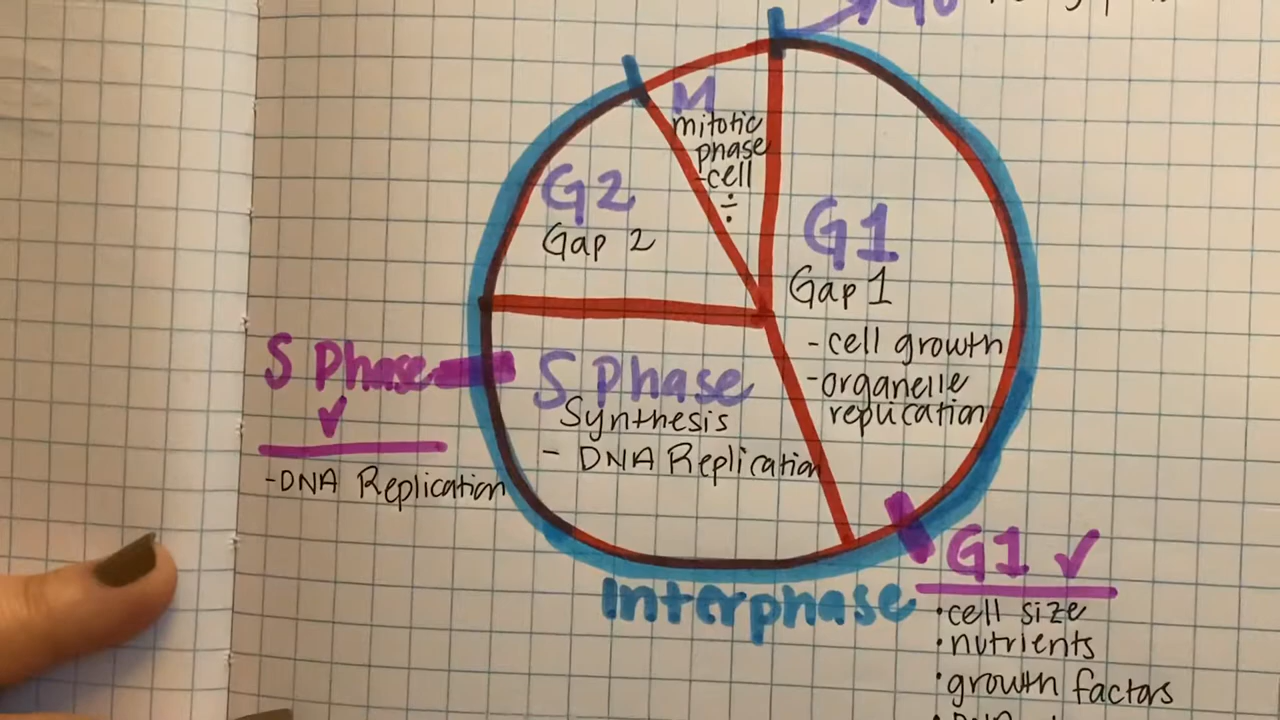 G0
M
mitotic
phase
-cell
÷
G2
Gap 2
G1
Gap 1
-cell growth
-organelle
replication
S Phase
✓
-DNA Replication
S Phase
Synthesis
- DNA Replication
Interphase
G1 ✓
•cell size
•nutrients
•growth factors